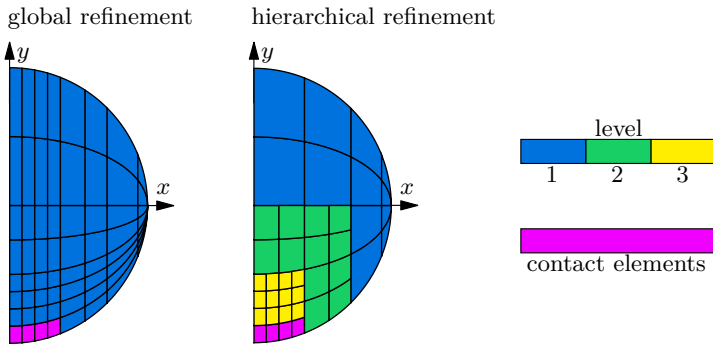 global refinement
hierarchical refinement
y
y
x
x
level
1 2 3
contact elements